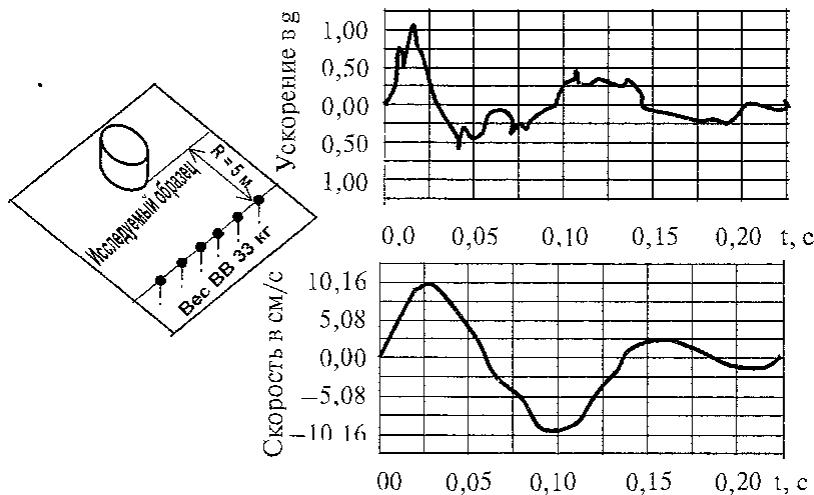 Исследуемый образец
R = 5 м
Вес ВВ 33 кг
Ускорение в g
1,00
0,50
0,00
0,50
1,00
0,0 0,05 0,10 0,15 0,20 t, с
Скорость в см/с
10,16
5,08
0,00
–5,08
–10 16
00 0,05 0,10 0,15 0,20 t, с